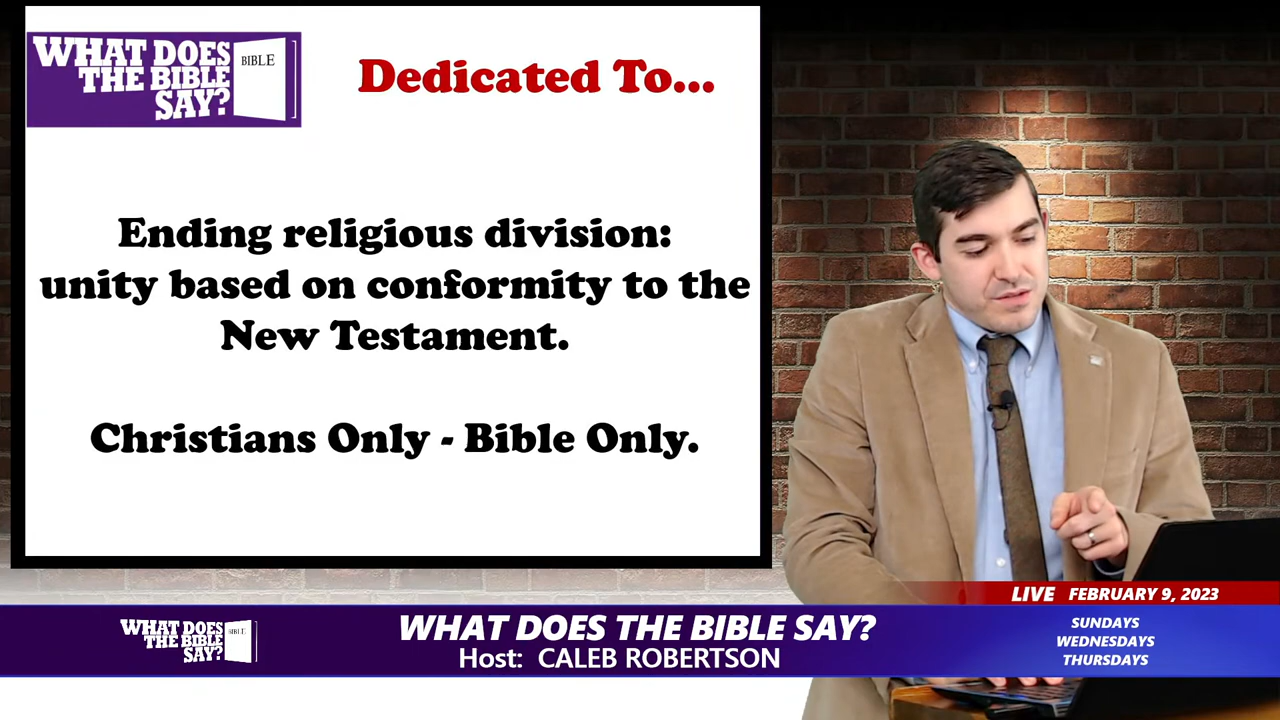 WHAT DOES
THE BIBLE
SAY?
BIBLE
Dedicated To...
Ending religious division:
unity based on conformity to the
New Testament.
Christians Only - Bible Only.
LIVE FEBRUARY 9, 2023
WHAT DOES
THE BIBLE
SAY?
BIBLE
WHAT DOES THE BIBLE SAY?
Host: CALEB ROBERTSON
SUNDAYS
WEDNESDAYS
THURSDAYS